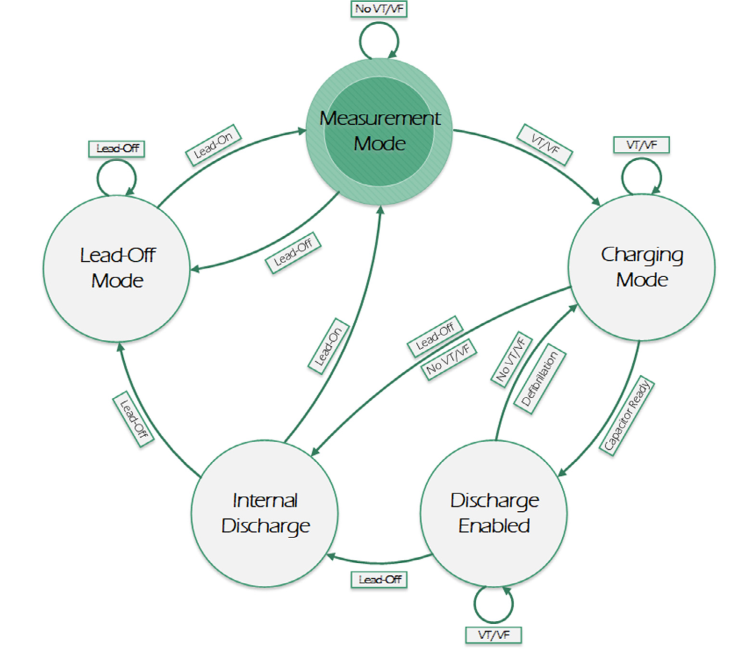 No VT/VF
Measurement
Mode
Lead-On
VT/VF
Lead-Off
VT/VF
Lead-Off
Mode
Lead-Off
Charging
Mode
Lead-On
Lead-Off
No VT/VF
No VT/VF
Defibrillation
Lead-Off
Capacitor Ready
Internal
Discharge
Discharge
Enabled
Lead-Off
VT/VF